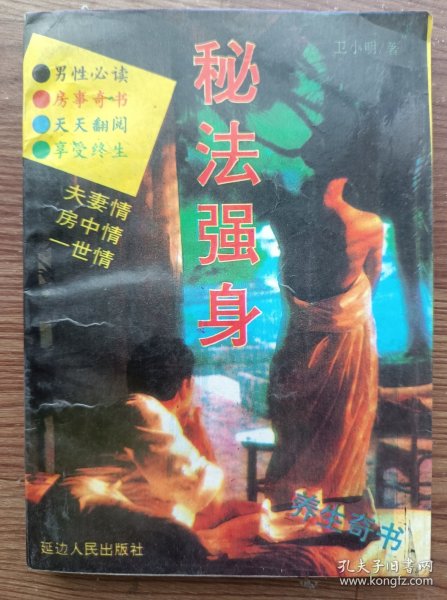 卫小明/著
秘法强身
男性必读
房事奇书
天天翻阅
享受终生
夫妻情
房中情
一世情
养生奇书
延边人民出版社
孔夫子旧书网
www.kongfz.com